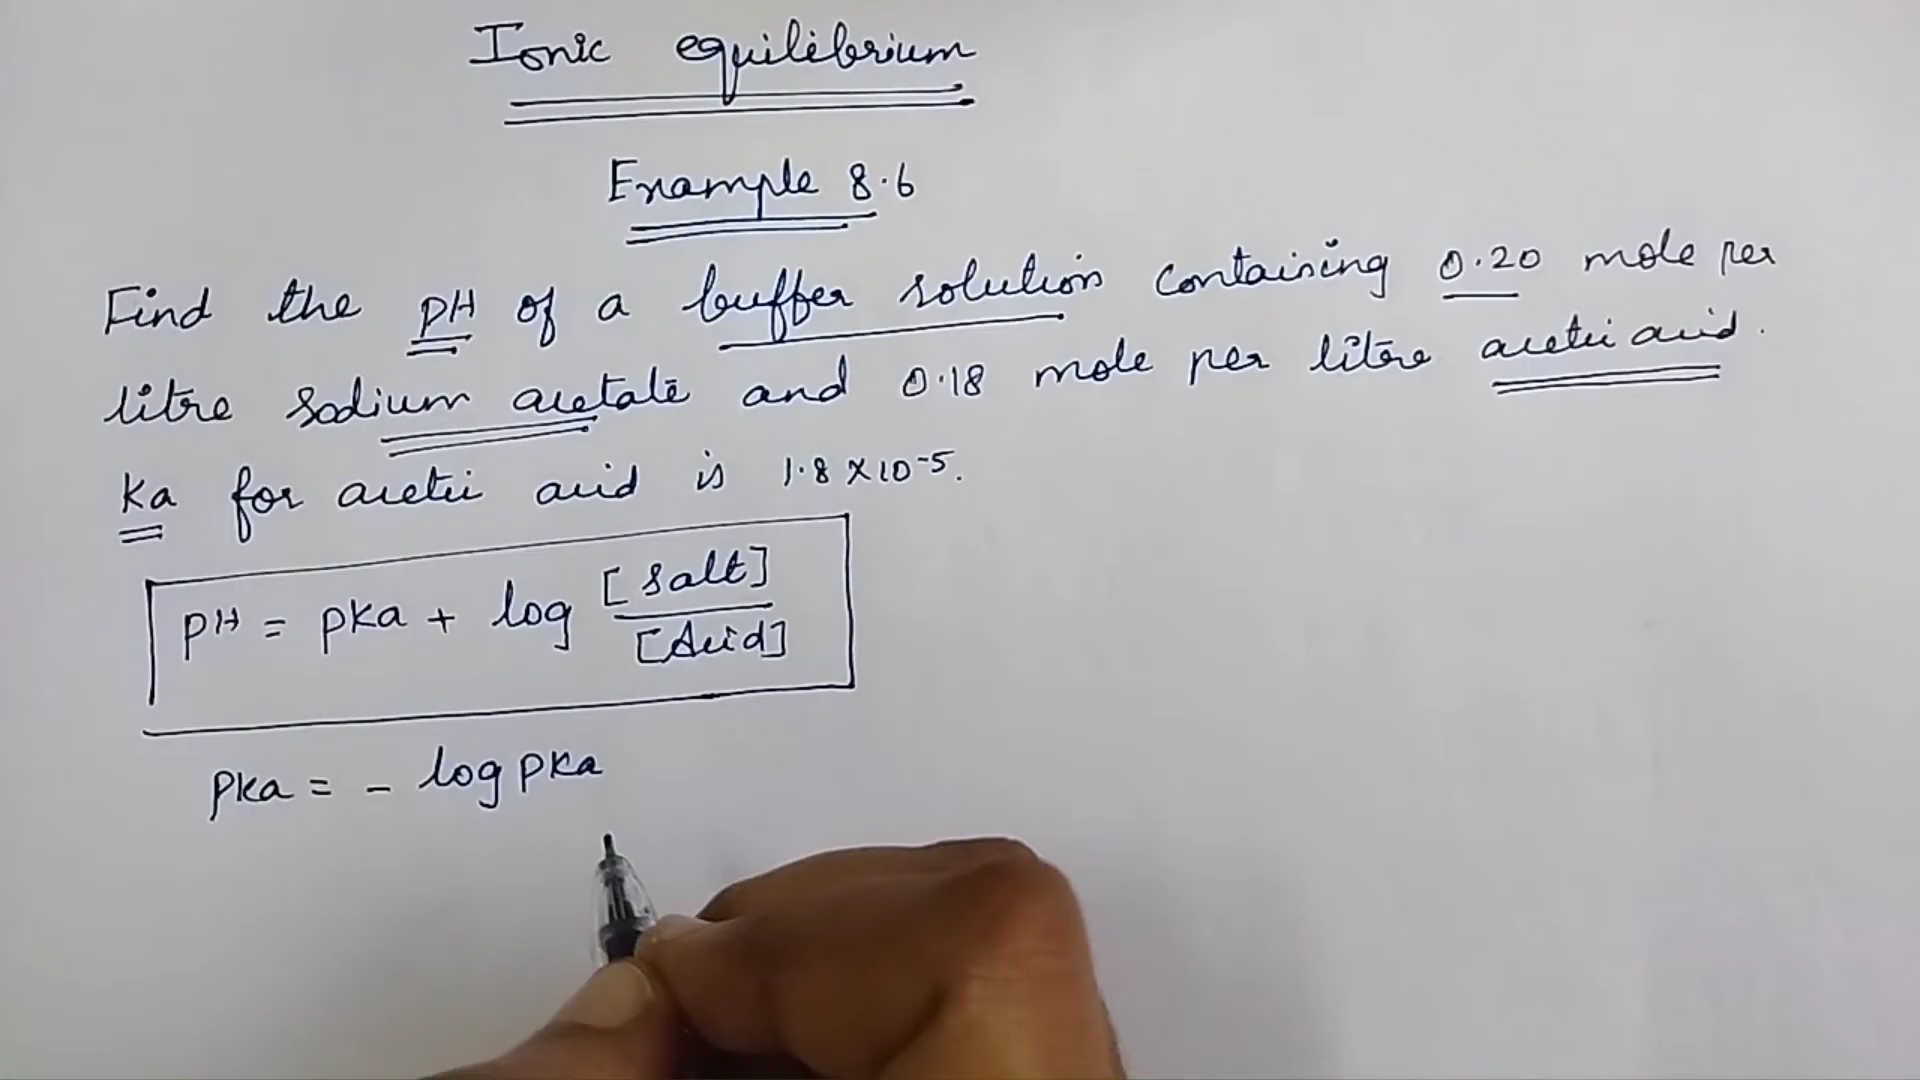 Ionic equilibrium
Example 8.6
Find the pH of a buffer solution containing 0.20 mole per
litre sodium acetate and 0.18 mole per litre acetic acid.
Ka for acetic acid is 1.8 × 10⁻⁵.
pH = pKa + log [Salt]/[Acid]
pKa = - log pKa